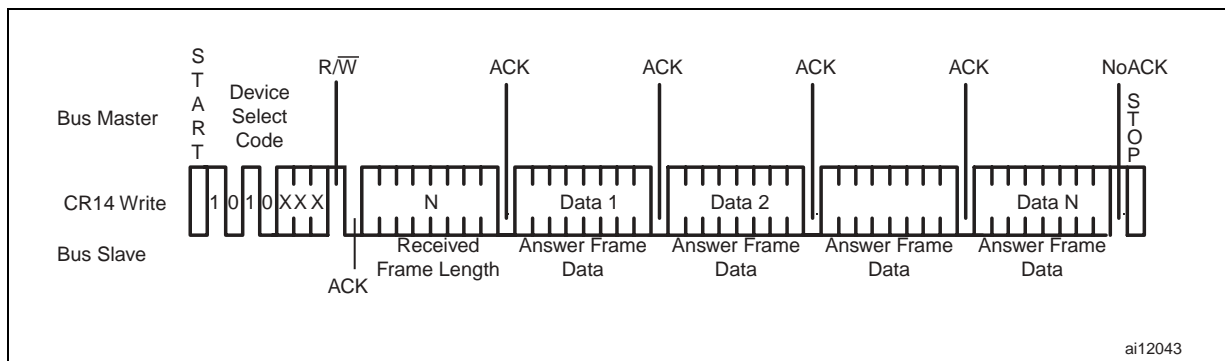 START
Device
Select
Code
R/W
ACK
ACK
ACK
ACK
NoACK
STOP
Bus Master
CR14 Write
1 0 1 0 X X X
N
Data 1
Data 2
Data N
Bus Slave
ACK
Received
Frame Length
Answer Frame
Data
Answer Frame
Data
Answer Frame
Data
Answer Frame
Data
ai12043